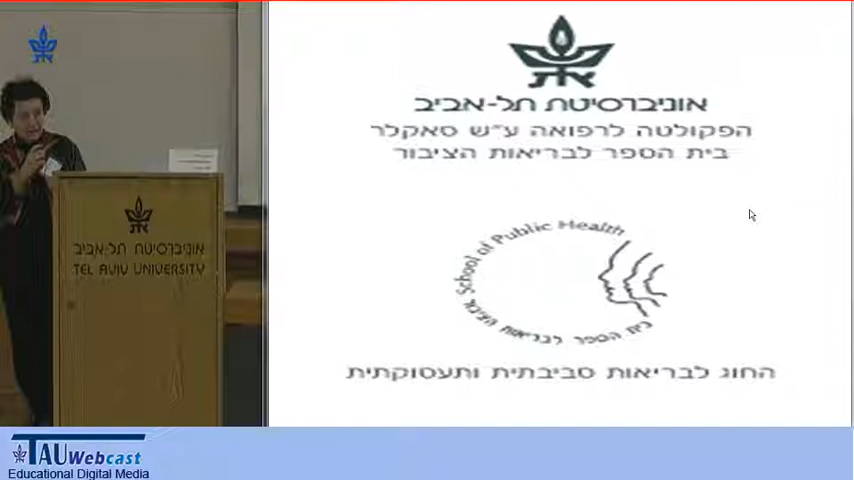 אוניברסיטת תל-אביב
TEL AVIV UNIVERSITY
אוניברסיטת תל-אביב
הפקולטה לרפואה ע"ש סאקלר
בית הספר לבריאות הציבור
School of Public Health
בית הספר לבריאות הציבור
החוג לבריאות סביבתית ותעסוקתית
TAU Webcast
Educational Digital Media